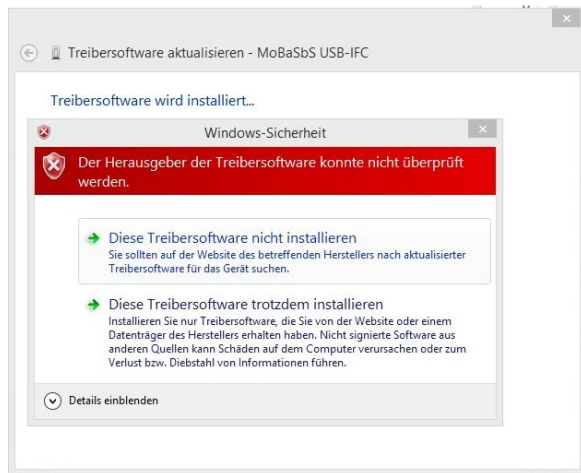 Treibersoftware aktualisieren - MoBaSbS USB-IFC
Treibersoftware wird installiert...
Windows-Sicherheit
Der Herausgeber der Treibersoftware konnte nicht überprüft
werden.
Diese Treibersoftware nicht installieren
Sie sollten auf der Website des betreffenden Herstellers nach aktualisierter
Treibersoftware für das Gerät suchen.
Diese Treibersoftware trotzdem installieren
Installieren Sie nur Treibersoftware, die Sie von der Website oder einem
Datenträger des Herstellers erhalten haben. Nicht signierte Software aus
anderen Quellen kann Schäden auf dem Computer verursachen oder zum
Verlust bzw. Diebstahl von Informationen führen.
Details einblenden